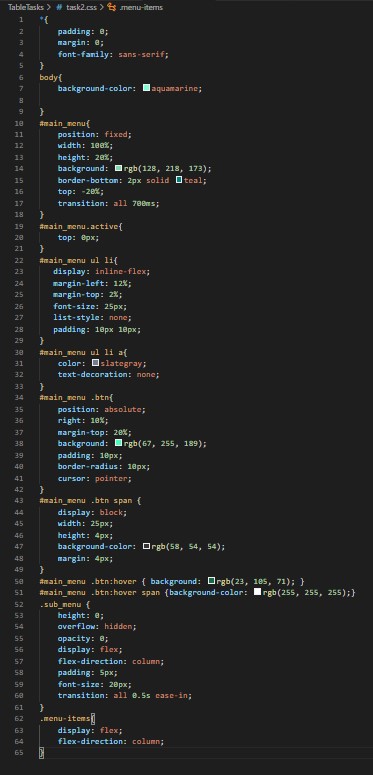 TableTasks > # task2.css > .menu-items
1 *{
2 padding: 0;
3 margin: 0;
4 font-family: sans-serif;
5 }
6 body{
7 background-color: aquamarine;
8
9 }
10 #main_menu{
11 position: fixed;
12 width: 100%;
13 height: 20%;
14 background: rgb(128, 218, 173);
15 border-bottom: 2px solid teal;
16 top: -20%;
17 transition: all 700ms;
18 }
19 #main_menu.active{
20 top: 0px;
21 }
22 #main_menu ul li{
23 display: inline-flex;
24 margin-left: 12%;
25 margin-top: 2%;
26 font-size: 25px;
27 list-style: none;
28 padding: 10px 10px;
29 }
30 #main_menu ul li a{
31 color: slategray;
32 text-decoration: none;
33 }
34 #main_menu .btn{
35 position: absolute;
36 right: 10%;
37 margin-top: 20%;
38 background: rgb(67, 255, 189);
39 padding: 10px;
40 border-radius: 10px;
41 cursor: pointer;
42 }
43 #main_menu .btn span {
44 display: block;
45 width: 25px;
46 height: 4px;
47 background-color: rgb(58, 54, 54);
48 margin: 4px;
49 }
50 #main_menu .btn:hover { background: rgb(23, 105, 71); }
51 #main_menu .btn:hover span {background-color: rgb(255, 255, 255);}
52 .sub_menu {
53 height: 0;
54 overflow: hidden;
55 opacity: 0;
56 display: flex;
57 flex-direction: column;
58 padding: 5px;
59 font-size: 20px;
60 transition: all 0.5s ease-in;
61 }
62 .menu-items{
63 display: flex;
64 flex-direction: column;
65 }